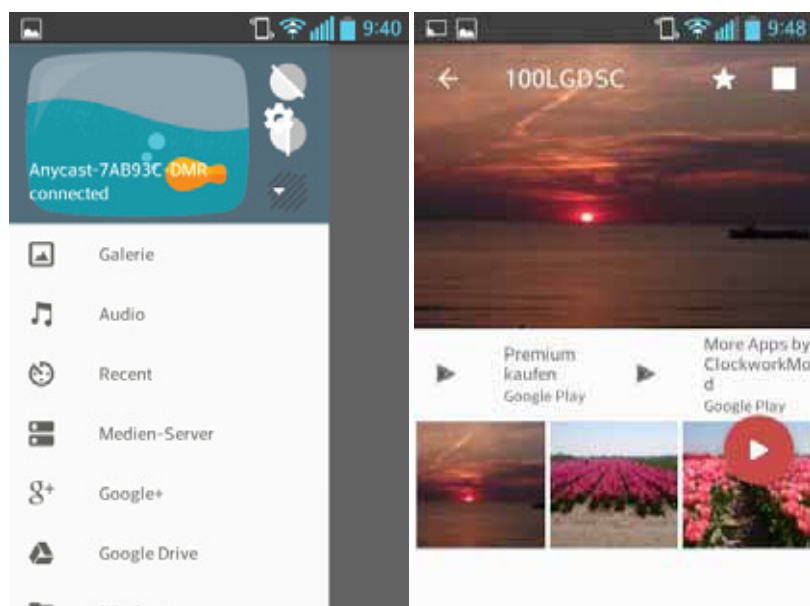 9:40
Anycast-7AB93C-DMR
connected
Galerie
Audio
Recent
Medien-Server
g+
Google+
Google Drive
9:48
100LGDSC
Premium
kaufen
Google Play
More Apps by
ClockworkMo
d
Google Play